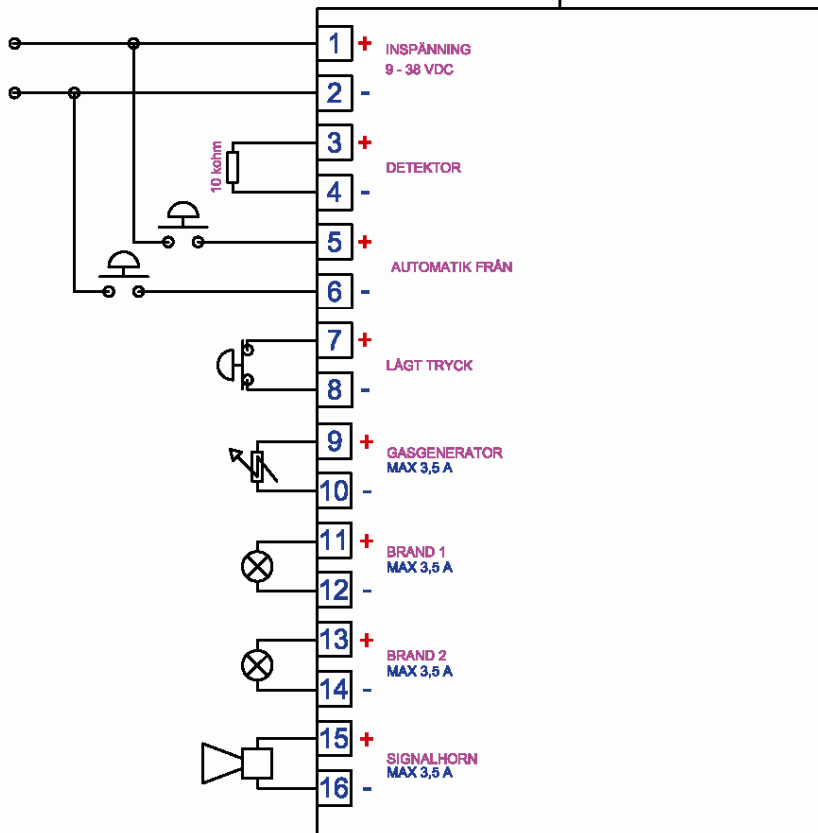 1 + INSPÄNNING
9 - 38 VDC
2 -
3 +
10 kohm
DETEKTOR
4 -
5 +
AUTOMATIK FRÅN
6 -
7 +
LÅGT TRYCK
8 -
9 +
GASGENERATOR
MAX 3,5 A
10 -
11 +
BRAND 1
MAX 3,5 A
12 -
13 +
BRAND 2
MAX 3,5 A
14 -
15 +
SIGNALHORN
MAX 3,5 A
16 -